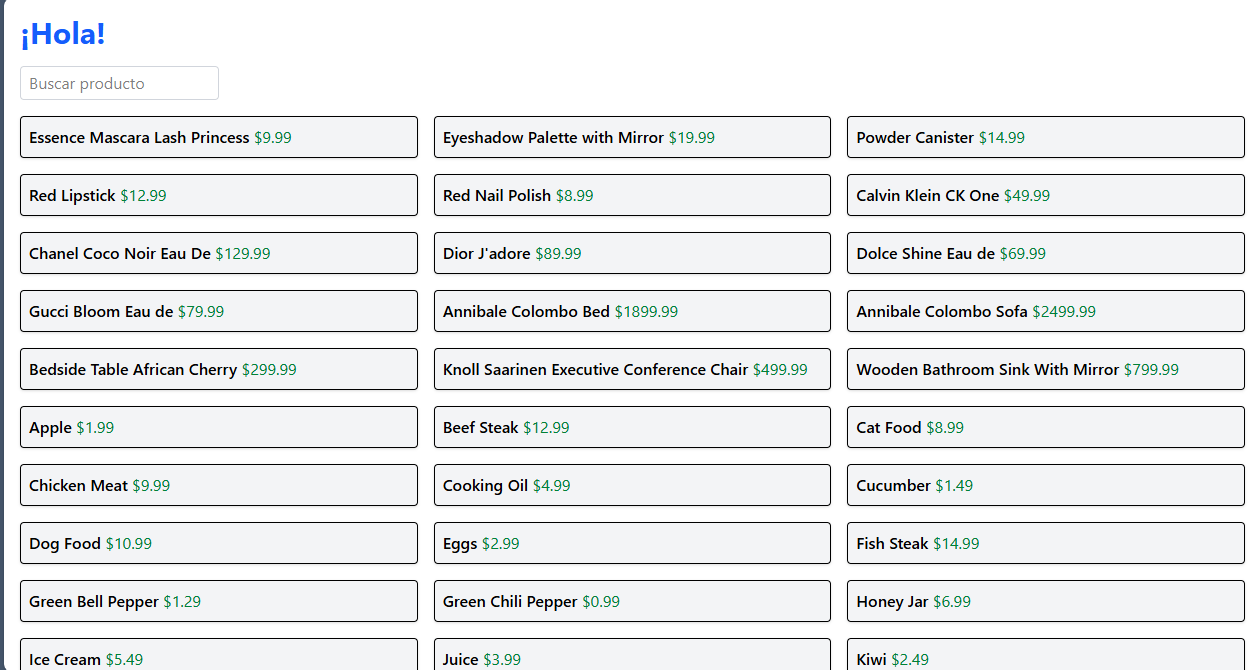 ¡Hola!
Buscar producto
Essence Mascara Lash Princess $9.99
Eyeshadow Palette with Mirror $19.99
Powder Canister $14.99
Red Lipstick $12.99
Red Nail Polish $8.99
Calvin Klein CK One $49.99
Chanel Coco Noir Eau De $129.99
Dior J'adore $89.99
Dolce Shine Eau de $69.99
Gucci Bloom Eau de $79.99
Annibale Colombo Bed $1899.99
Annibale Colombo Sofa $2499.99
Bedside Table African Cherry $299.99
Knoll Saarinen Executive Conference Chair $499.99
Wooden Bathroom Sink With Mirror $799.99
Apple $1.99
Beef Steak $12.99
Cat Food $8.99
Chicken Meat $9.99
Cooking Oil $4.99
Cucumber $1.49
Dog Food $10.99
Eggs $2.99
Fish Steak $14.99
Green Bell Pepper $1.29
Green Chili Pepper $0.99
Honey Jar $6.99
Ice Cream $5.49
Juice $3.99
Kiwi $2.49